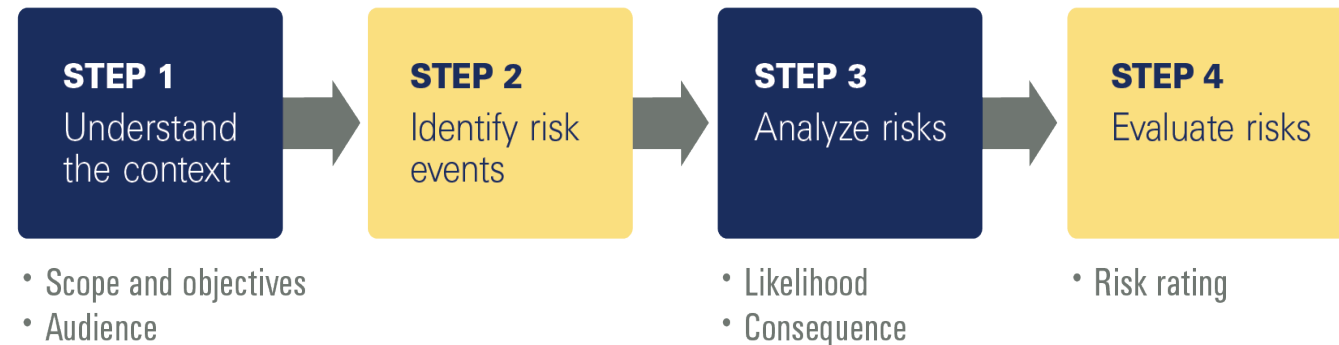 STEP 1
Understand
the context
STEP 2
Identify risk
events
STEP 3
Analyze risks
STEP 4
Evaluate risks
• Scope and objectives
• Audience
• Likelihood
• Consequence
• Risk rating